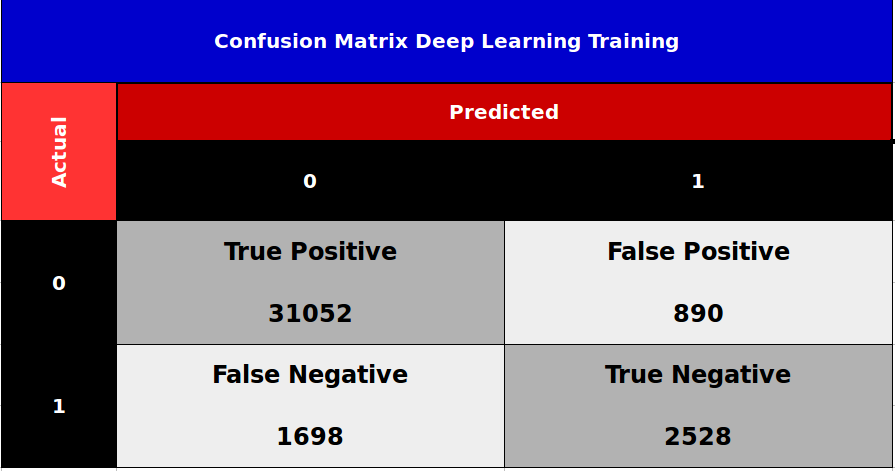 Confusion Matrix Deep Learning Training
Actual
Predicted
0 1
0
True Positive
31052
False Positive
890
1
False Negative
1698
True Negative
2528